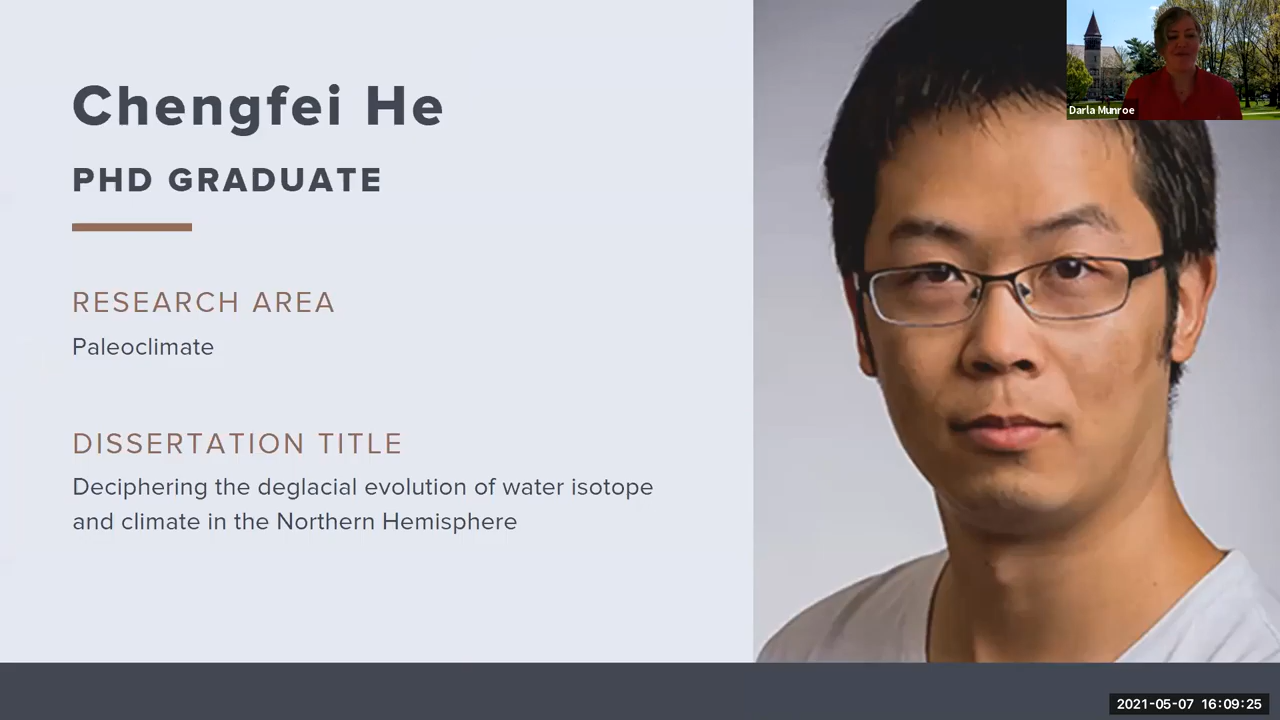 Chengfei He
PHD GRADUATE
RESEARCH AREA
Paleoclimate
DISSERTATION TITLE
Deciphering the deglacial evolution of water isotope
and climate in the Northern Hemisphere
Darla Munroe
2021-05-07 16:09:25